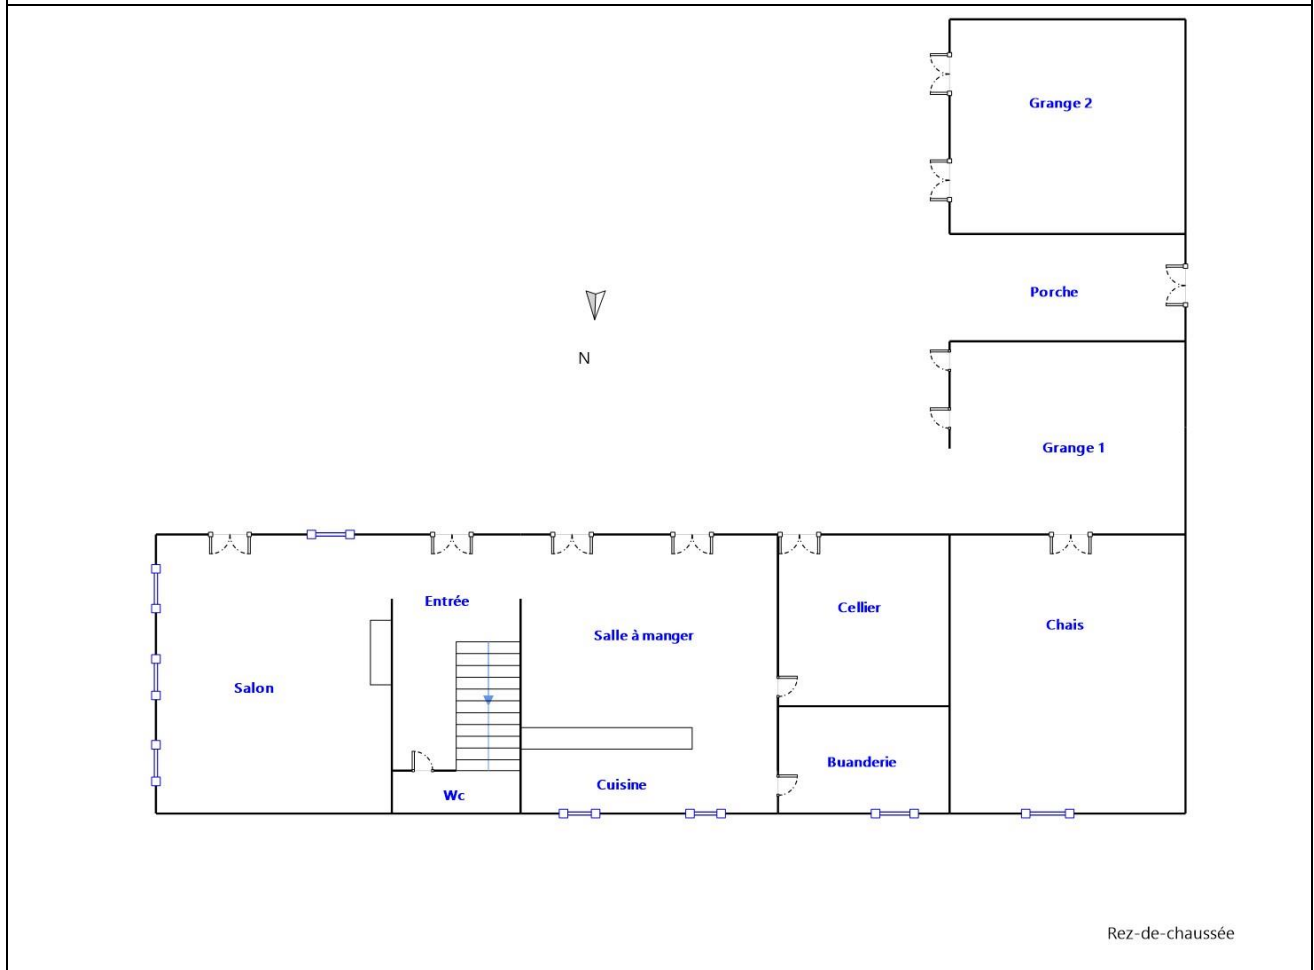 Grange 2
Porche
N
Grange 1
Entrée
Cellier
Chais
Salle à manger
Salon
Buanderie
Cuisine
Wc
Rez-de-chaussée